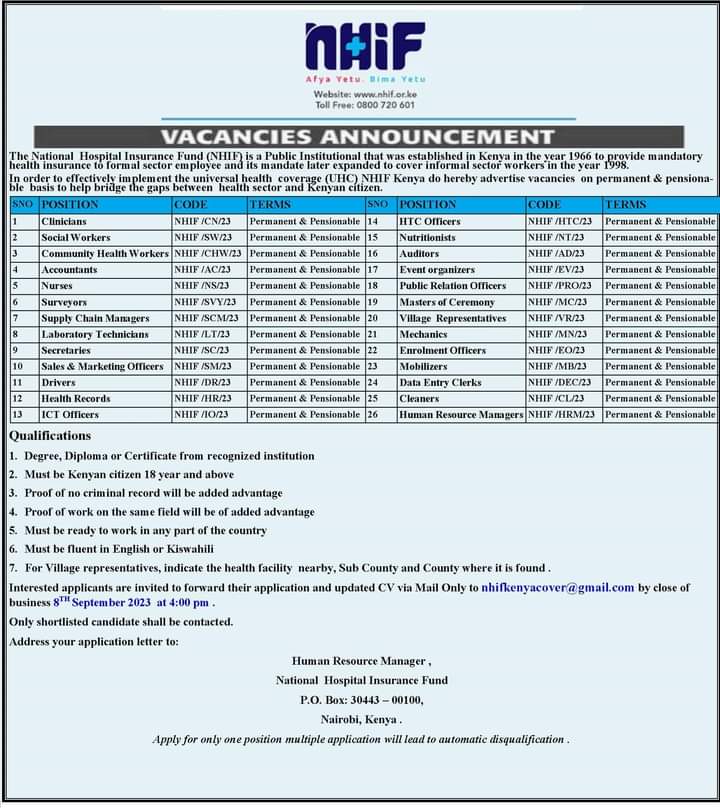 NHIF
Afya Yetu. Bima Yetu
Website: www.nhif.or.ke
Toll Free: 0800 720 601
VACANCIES ANNOUNCEMENT
The National Hospital Insurance Fund (NHIF) is a Public Institutional that was established in Kenya in the year 1966 to provide mandatory
health insurance to formal sector employee and its mandate later expanded to cover informal sector workers in the year 1998.
In order to effectively implement the universal health coverage (UHC) NHIF Kenya do hereby advertise vacancies on permanent & pensiona-
ble basis to help bridge the gaps between health sector and Kenyan citizen.
SNO POSITION CODE TERMS SNO POSITION CODE TERMS
1 Clinicians NHIF /CN/23 Permanent & Pensionable 14 HTC Officers NHIF /HTC/23 Permanent & Pensionable
2 Social Workers NHIF /SW/23 Permanent & Pensionable 15 Nutritionists NHIF /NT/23 Permanent & Pensionable
3 Community Health Workers NHIF /CHW/23 Permanent & Pensionable 16 Auditors NHIF /AD/23 Permanent & Pensionable
4 Accountants NHIF /AC/23 Permanent & Pensionable 17 Event organizers NHIF /EV/23 Permanent & Pensionable
5 Nurses NHIF /NS/23 Permanent & Pensionable 18 Public Relation Officers NHIF /PRO/23 Permanent & Pensionable
6 Surveyors NHIF /SVY/23 Permanent & Pensionable 19 Masters of Ceremony NHIF /MC/23 Permanent & Pensionable
7 Supply Chain Managers NHIF /SCM/23 Permanent & Pensionable 20 Village Representatives NHIF /VR/23 Permanent & Pensionable
8 Laboratory Technicians NHIF /LT/23 Permanent & Pensionable 21 Mechanics NHIF /MN/23 Permanent & Pensionable
9 Secretaries NHIF /SC/23 Permanent & Pensionable 22 Enrolment Officers NHIF /EO/23 Permanent & Pensionable
10 Sales & Marketing Officers NHIF /SM/23 Permanent & Pensionable 23 Mobilizers NHIF /MB/23 Permanent & Pensionable
11 Drivers NHIF /DR/23 Permanent & Pensionable 24 Data Entry Clerks NHIF /DEC/23 Permanent & Pensionable
12 Health Records NHIF /HR/23 Permanent & Pensionable 25 Cleaners NHIF /CL/23 Permanent & Pensionable
13 ICT Officers NHIF /IO/23 Permanent & Pensionable 26 Human Resource Managers NHIF /HRM/23 Permanent & Pensionable
Qualifications
1. Degree, Diploma or Certificate from recognized institution
2. Must be Kenyan citizen 18 year and above
3. Proof of no criminal record will be added advantage
4. Proof of work on the same field will be of added advantage
5. Must be ready to work in any part of the country
6. Must be fluent in English or Kiswahili
7. For Village representatives, indicate the health facility nearby, Sub County and County where it is found .
Interested applicants are invited to forward their application and updated CV via Mail Only to nhifkenyacover@gmail.com by close of
business 8TH September 2023 at 4:00 pm .
Only shortlisted candidate shall be contacted.
Address your application letter to:
Human Resource Manager ,
National Hospital Insurance Fund
P.O. Box: 30443 – 00100,
Nairobi, Kenya .
Apply for only one position multiple application will lead to automatic disqualification .